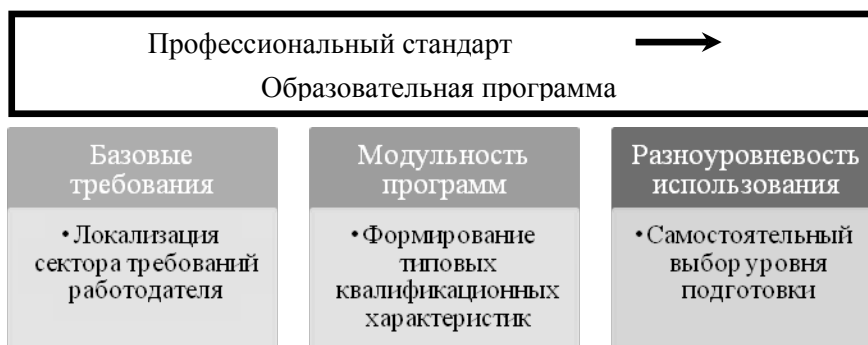 Профессиональный стандарт
Образовательная программа
Базовые
требования
• Локализация
сектора требований
работодателя
Модульность
программ
• Формирование
типовых
квалификационных
характеристик
Разноуровневость
использования
• Самостоятельный
выбор уровня
подготовки